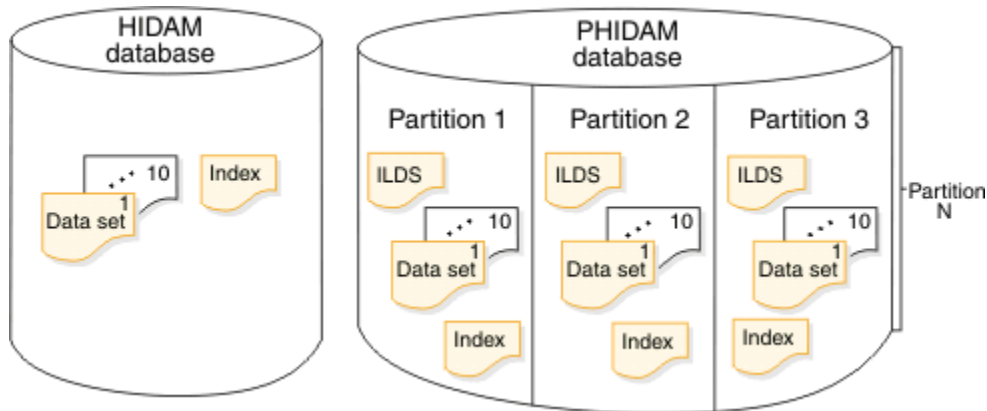 HIDAM
database
10
1
Data set
Index
PHIDAM
database
Partition 1
Partition 2
Partition 3
ILDS
ILDS
ILDS
10
1
Data set
10
1
Data set
10
1
Data set
Index
Index
Index
Partition
N